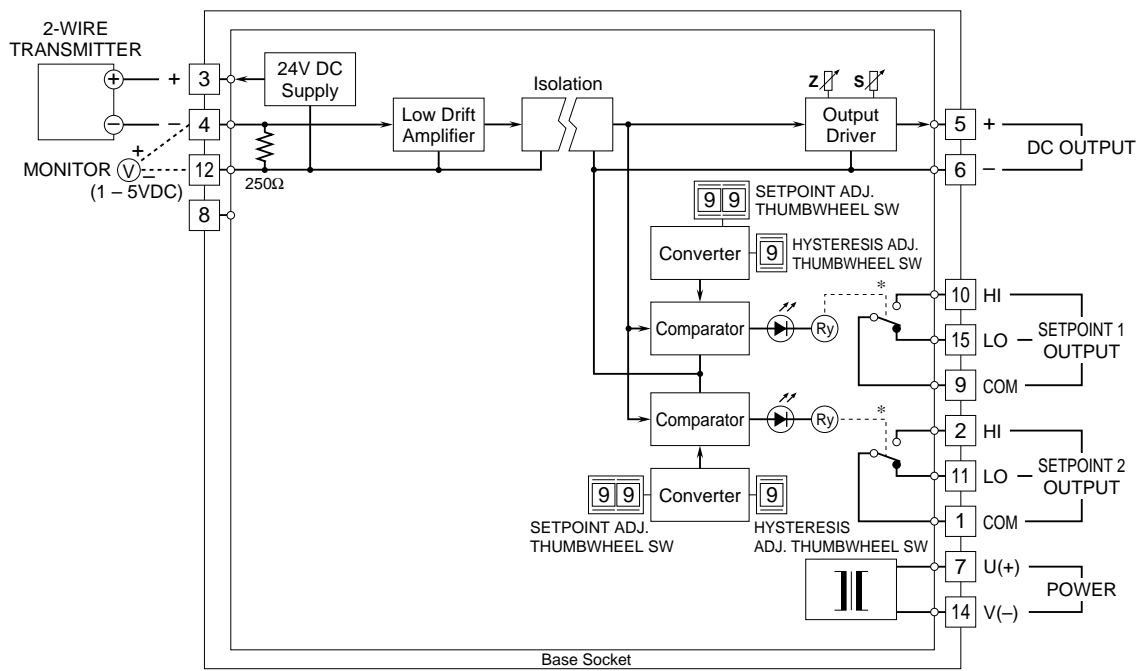 2-WIRE
TRANSMITTER
+
–
+
–
3
4
12
8
MONITOR
V
+
–
(1 – 5VDC)
24V DC
Supply
250Ω
Low Drift
Amplifier
Isolation
Z
S
Output
Driver
5
+
6
–
DC OUTPUT
9 9
SETPOINT ADJ.
THUMBWHEEL SW
Converter
9
HYSTERESIS ADJ.
THUMBWHEEL SW
Comparator
Ry
*
10
HI
15
LO
9
COM
SETPOINT 1
OUTPUT
Comparator
Ry
*
2
HI
11
LO
1
COM
SETPOINT 2
OUTPUT
9 9
Converter
9
SETPOINT ADJ.
THUMBWHEEL SW
HYSTERESIS
ADJ. THUMBWHEEL SW
7
U(+)
14
V(–)
POWER
Base Socket